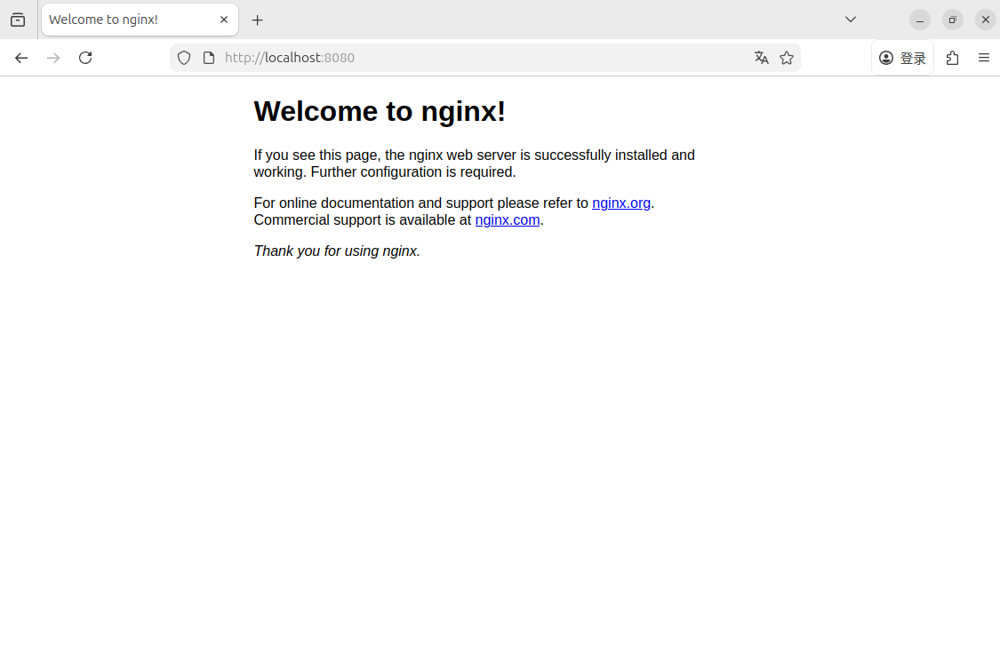 Welcome to nginx!
http://localhost:8080
登录
Welcome to nginx!
If you see this page, the nginx web server is successfully installed and
working. Further configuration is required.
For online documentation and support please refer to nginx.org.
Commercial support is available at nginx.com.
Thank you for using nginx.